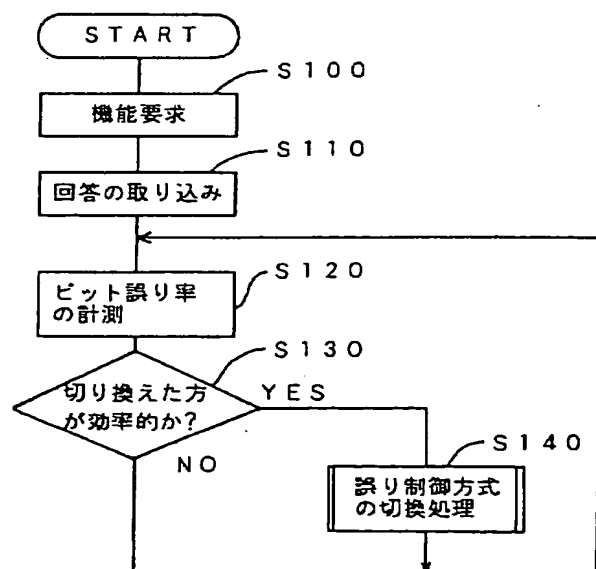 START
S100
機能要求
S110
回答の取り込み
S120
ビット誤り率
の計測
S130
切り換えた方
が効率的か?
YES
NO
S140
誤り制御方式
の切換処理